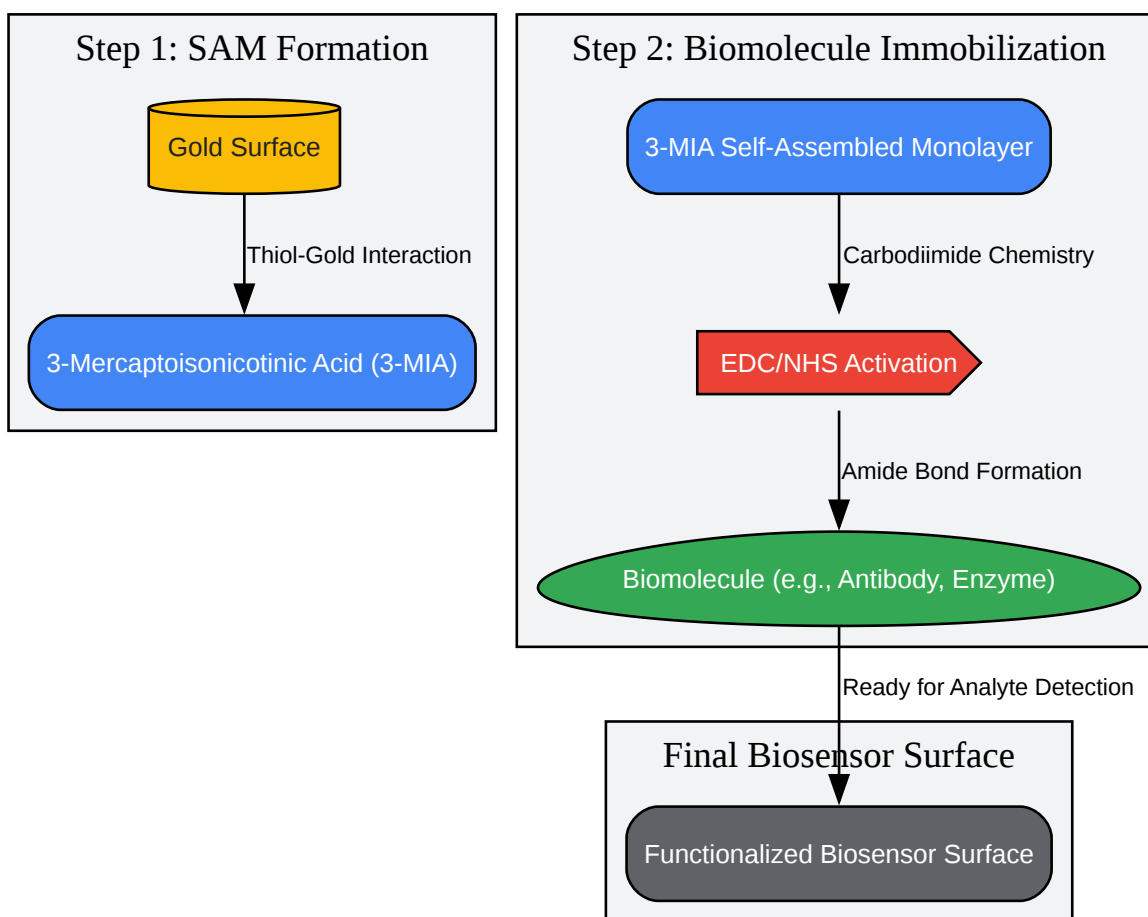 Step 1: SAM Formation
Gold Surface
Thiol-Gold Interaction
3-Mercaptoisonicotinic Acid (3-MIA)
Step 2: Biomolecule Immobilization
3-MIA Self-Assembled Monolayer
Carbodiimide Chemistry
EDC/NHS Activation
Amide Bond Formation
Biomolecule (e.g., Antibody, Enzyme)
Ready for Analyte Detection
Final Biosensor Surface
Functionalized Biosensor Surface